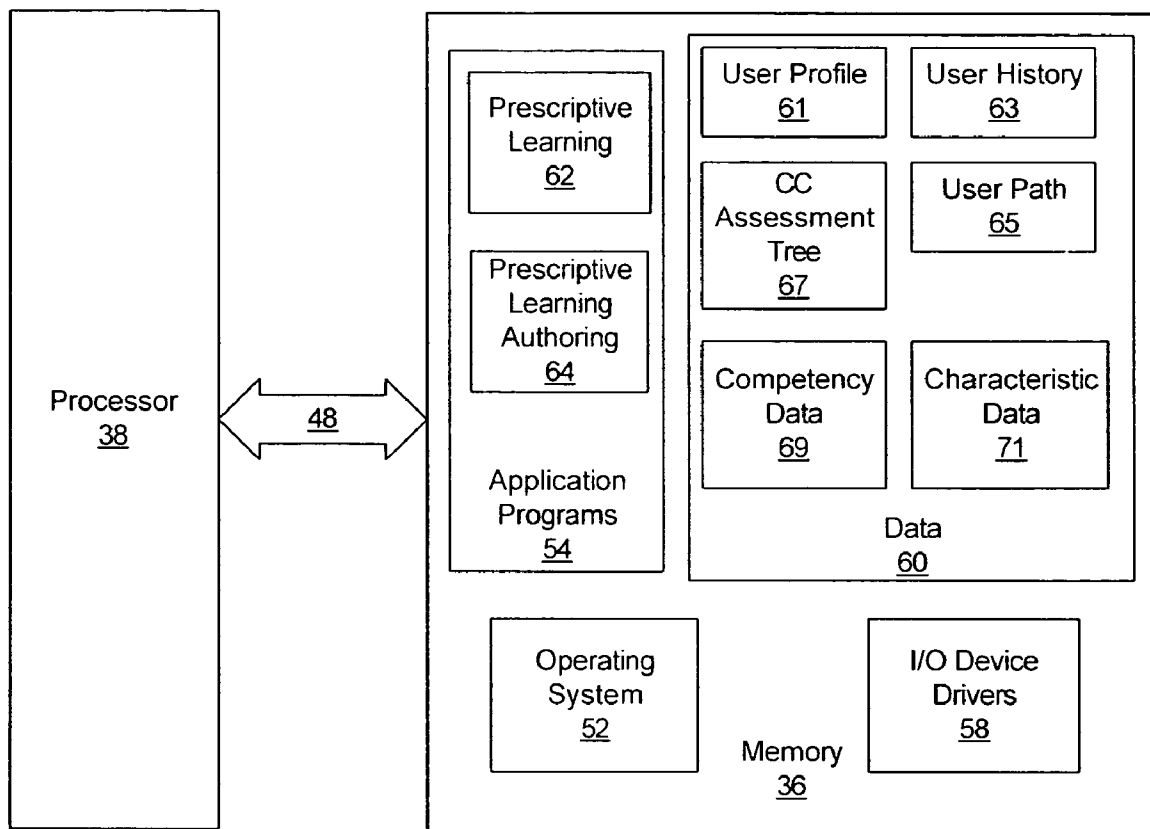 Processor
38
48
Prescriptive
Learning
62
Prescriptive
Learning
Authoring
64
Application
Programs
54
User Profile
61
User History
63
CC
Assessment
Tree
67
User Path
65
Competency
Data
69
Characteristic
Data
71
Data
60
Operating
System
52
I/O Device
Drivers
58
Memory
36